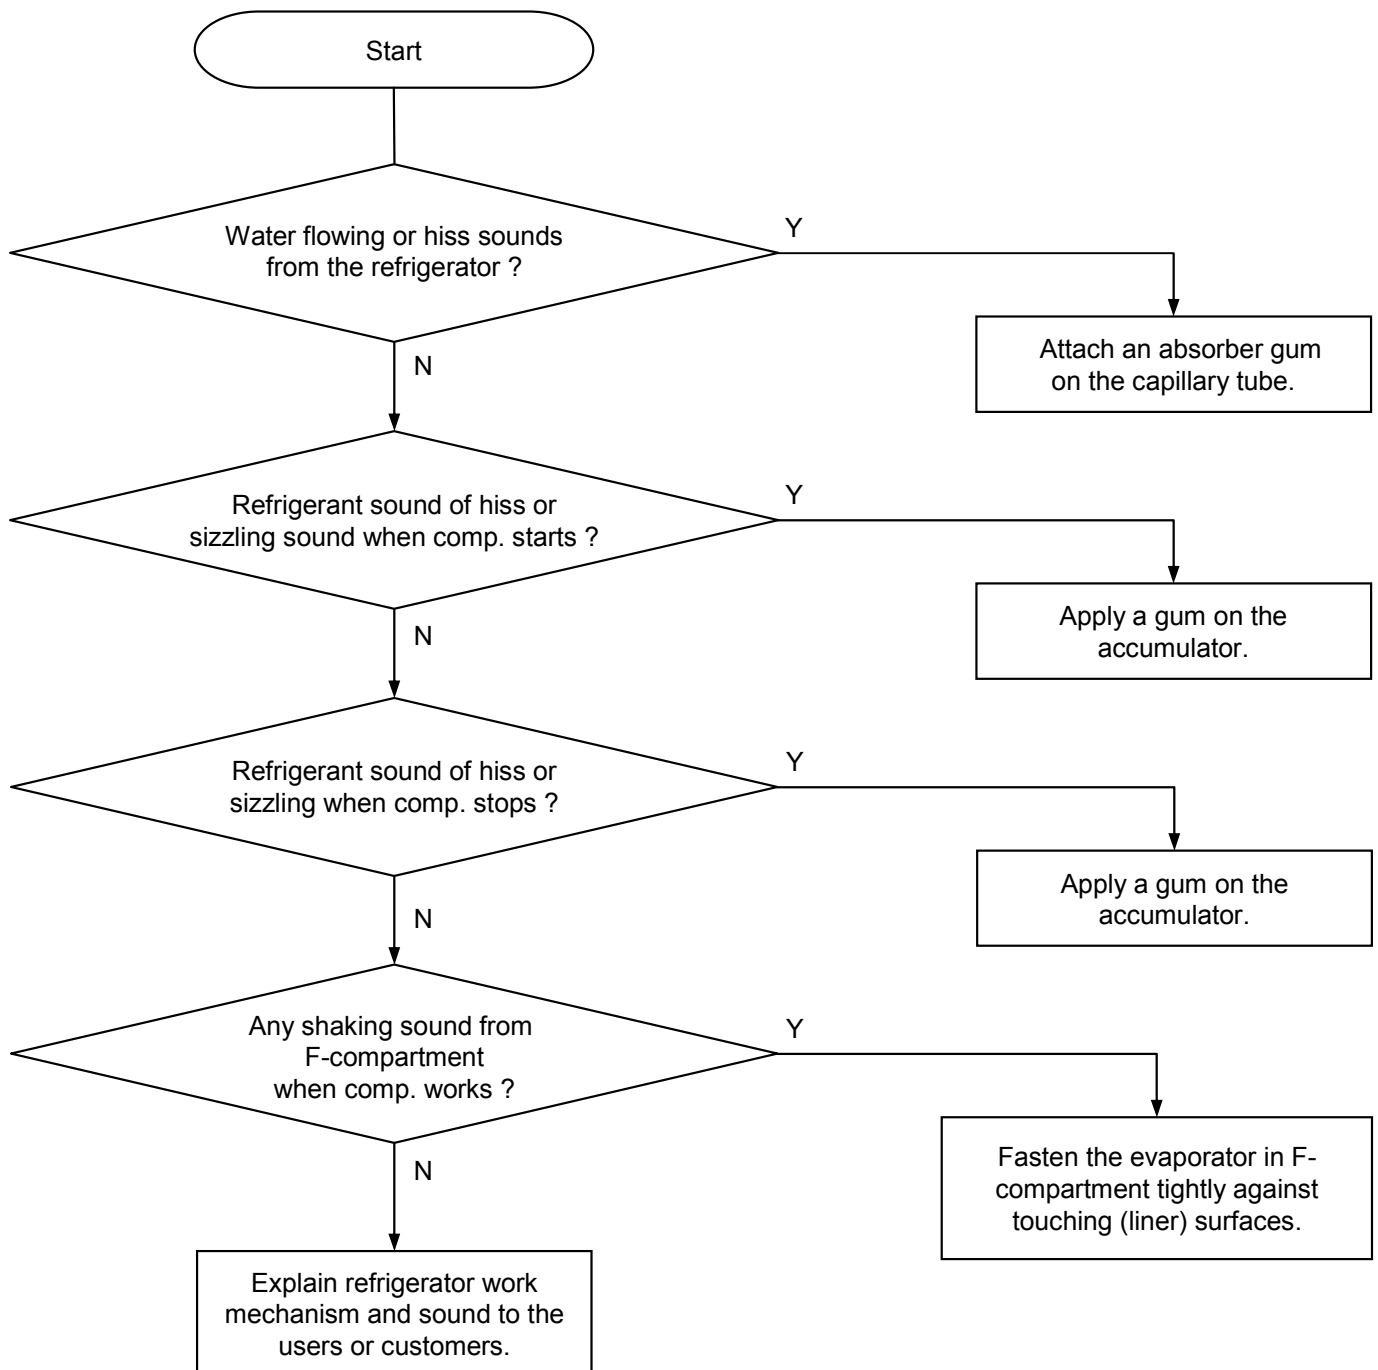 Start
Water flowing or hiss sounds
from the refrigerator ?
Y
Attach an absorber gum
on the capillary tube.
N
Refrigerant sound of hiss or
sizzling sound when comp. starts ?
Y
Apply a gum on the
accumulator.
N
Refrigerant sound of hiss or
sizzling when comp. stops ?
Y
Apply a gum on the
accumulator.
N
Any shaking sound from
F-compartment
when comp. works ?
Y
Fasten the evaporator in F-
compartment tightly against
touching (liner) surfaces.
N
Explain refrigerator work
mechanism and sound to the
users or customers.